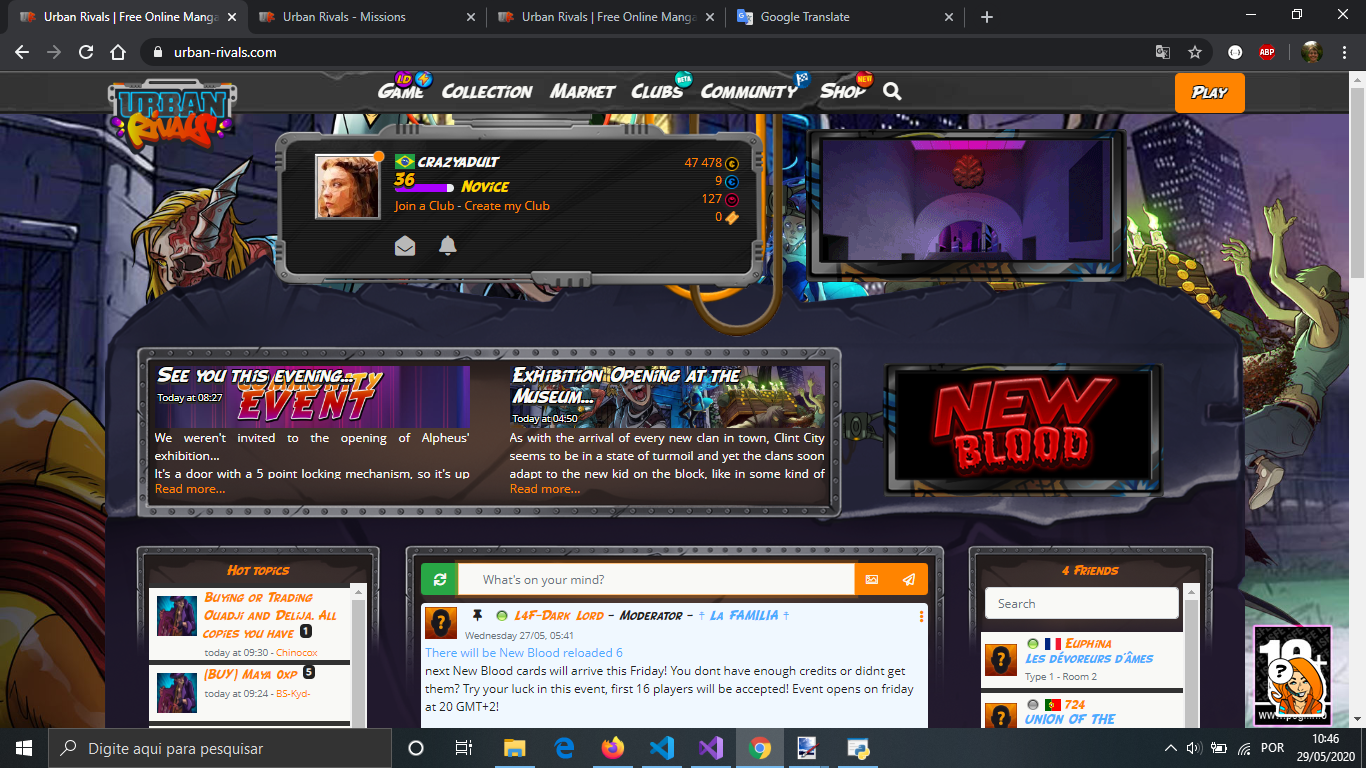 Urban Rivals | Free Online Manga
Urban Rivals - Missions
Urban Rivals | Free Online Manga
Google Translate
urban-rivals.com
ABP
URBAN RIVALS
LD
BETA
NEW
GAME
COLLECTION
MARKET
CLUBS
COMMUNITY
SHOP
PLAY
CRAZYADULT
36
NOVICE
Join a Club - Create my Club
47 478
9
127
0
COMMUNITY
EVENT
SEE YOU THIS EVENING...
Today at 08:27
We weren't invited to the opening of Alpheus'
exhibition...
It's a door with a 5 point locking mechanism, so it's up
Read more...
EXHIBITION OPENING AT THE
MUSEUM...
Today at 04:50
As with the arrival of every new clan in town, Clint City
seems to be in a state of turmoil and yet the clans soon
adapt to the new kid on the block, like in some kind of
Read more...
NEW
BLOOD
HOT TOPICS
BUYING OR TRADING
OUADJI AND DELIJA. ALL
COPIES YOU HAVE 1
today at 09:30 - Chinocox
(BUY) MAYA 0XP 5
today at 09:24 - BS-Kyd-
What's on your mind?
L4F-DARK LORD - MODERATOR - † LA FAMILIA †
Wednesday 27/05, 05:41
There will be New Blood reloaded 6
next New Blood cards will arrive this Friday! You dont have enough credits or didnt get
them? Try your luck in this event, first 16 players will be accepted! Event opens on friday
at 20 GMT+2!
4 FRIENDS
Search
EUPHINA
LES DÉVOREURS D'ÂMES
Type 1 - Room 2
724
UNION OF THE
18+
Digite aqui para pesquisar
POR
10:46
29/05/2020